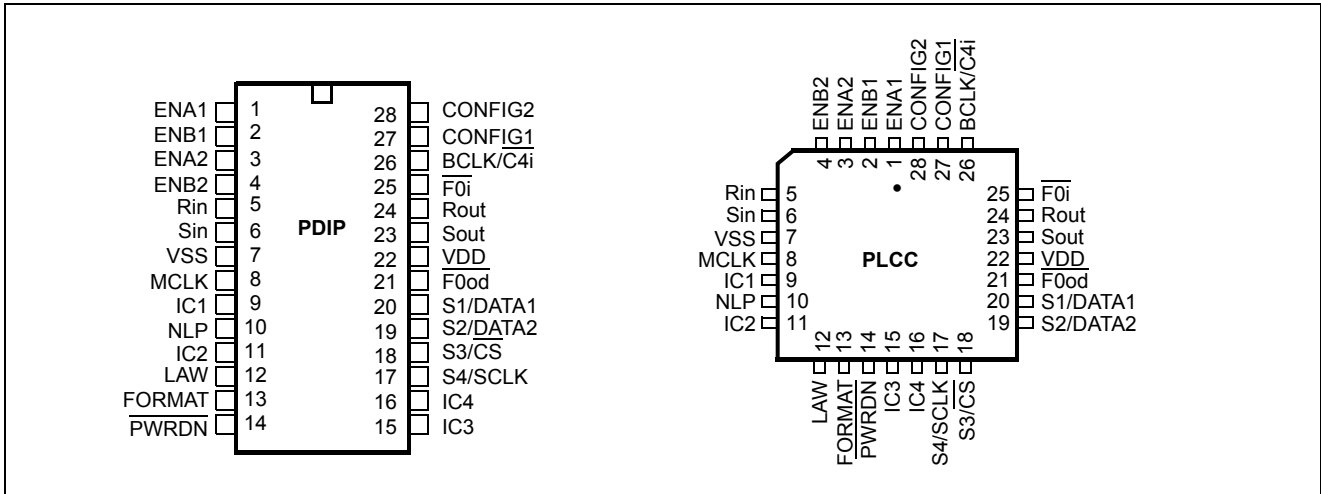 ENA1 1
ENB1 2
ENA2 3
ENB2 4
Rin 5
Sin 6
VSS 7
MCLK 8
IC1 9
NLP 10
IC2 11
LAW 12
FORMAT 13
PWRDN 14
PDIP
28 CONFIG2
27 CONFIG1
26 BCLK/C4i
25 F0i
24 Rout
23 Sout
22 VDD
21 F0od
20 S1/DATA1
19 S2/DATA2
18 S3/CS
17 S4/SCLK
16 IC4
15 IC3
ENB2 4
ENA2 3
ENB1 2
ENA1 1
CONFIG2 28
CONFIG1 27
BCLK/C4i 26
Rin 5
Sin 6
VSS 7
MCLK 8
IC1 9
NLP 10
IC2 11
PLCC
25 F0i
24 Rout
23 Sout
22 VDD
21 F0od
20 S1/DATA1
19 S2/DATA2
LAW 12
FORMAT 13
PWRDN 14
IC3 15
IC4 16
S4/SCLK 17
S3/CS 18